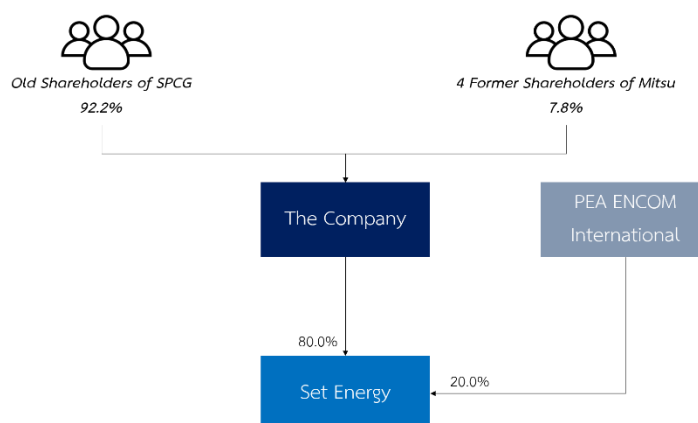 Old Shareholders of SPCG
92.2%
4 Former Shareholders of Mitsu
7.8%
The Company
PEA ENCOM
International
80.0%
20.0%
Set Energy